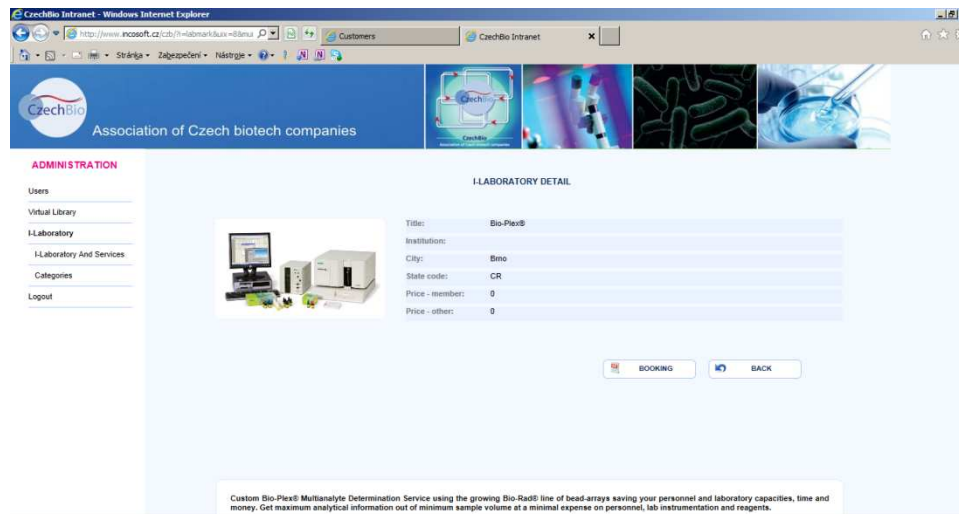 CzechBio Intranet - Windows Internet Explorer
Customers
CzechBio Intranet
Stránka
Zabezpečení
Nástroje
CzechBio
Association of Czech biotech companies
CzechBio
ADMINISTRATION
Users
Virtual Library
I-Laboratory
I-Laboratory And Services
Categories
Logout
I-LABORATORY DETAIL
Title: Bio-Plex®
Institution:
City: Brno
State code: CR
Price - member: 0
Price - other: 0
BOOKING
BACK
Custom Bio-Plex® Multianalyte Determination Service using the growing Bio-Rad® line of bead-arrays saving your personnel and laboratory capacities, time and
money. Get maximum analytical information out of minimum sample volume at a minimal expense on personnel, lab instrumentation and reagents.